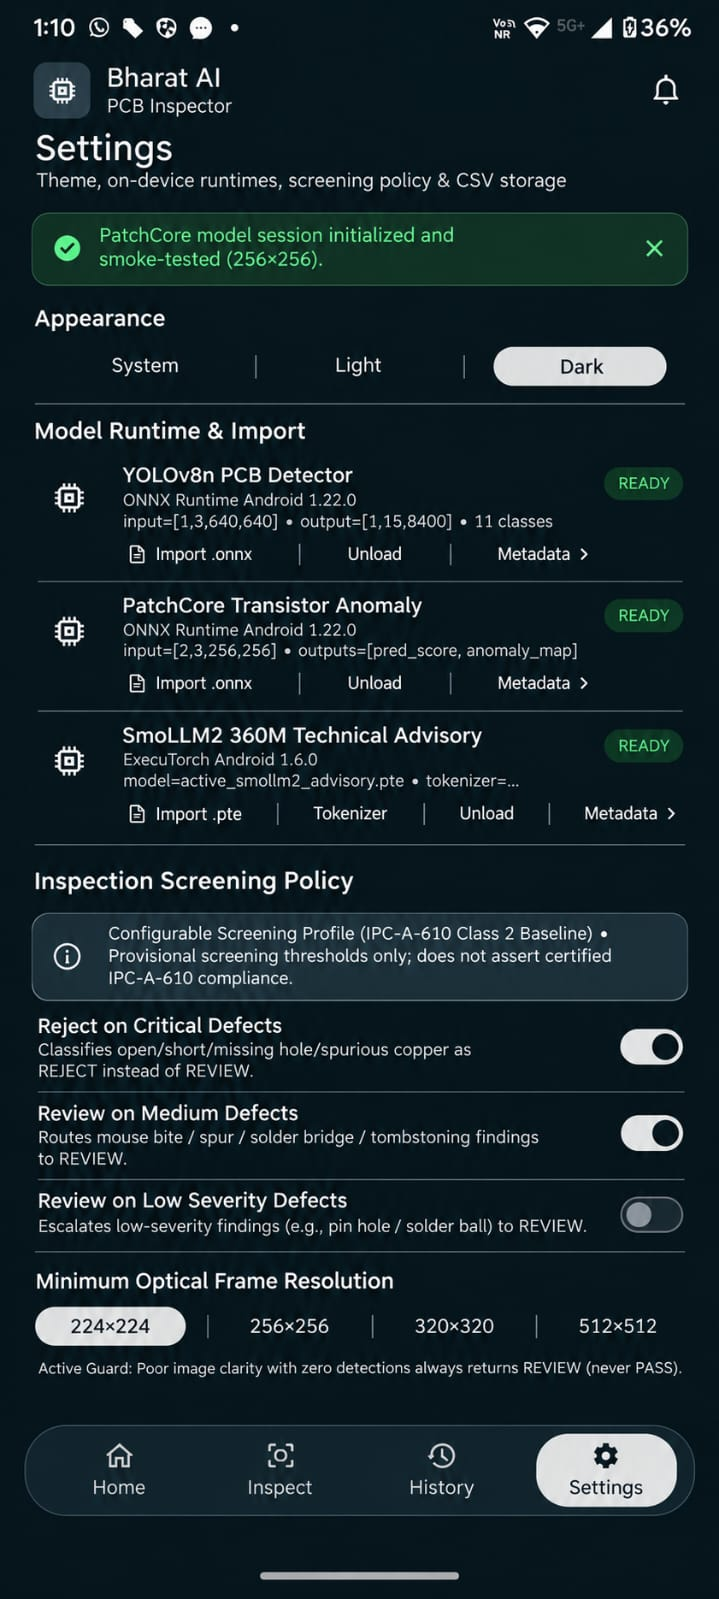 1:10
Vo5G NR 5G+ 36%
Bharat AI
PCB Inspector
Settings
Theme, on-device runtimes, screening policy & CSV storage
PatchCore model session initialized and
smoke-tested (256×256).
Appearance
System | Light | Dark
Model Runtime & Import
YOLOv8n PCB Detector
READY
ONNX Runtime Android 1.22.0
input=[1,3,640,640] • output=[1,15,8400] • 11 classes
Import .onnx | Unload | Metadata >
PatchCore Transistor Anomaly
READY
ONNX Runtime Android 1.22.0
input=[2,3,256,256] • outputs=[pred_score, anomaly_map]
Import .onnx | Unload | Metadata >
SmoLLM2 360M Technical Advisory
READY
ExecuTorch Android 1.6.0
model=active_smollm2_advisory.pte • tokenizer=...
Import .pte | Tokenizer | Unload | Metadata >
Inspection Screening Policy
Configurable Screening Profile (IPC-A-610 Class 2 Baseline) •
Provisional screening thresholds only; does not assert certified
IPC-A-610 compliance.
Reject on Critical Defects
Classifies open/short/missing hole/spurious copper as
REJECT instead of REVIEW.
Review on Medium Defects
Routes mouse bite / spur / solder bridge / tombstoning findings
to REVIEW.
Review on Low Severity Defects
Escalates low-severity findings (e.g., pin hole / solder ball) to REVIEW.
Minimum Optical Frame Resolution
224×224 | 256×256 | 320×320 | 512×512
Active Guard: Poor image clarity with zero detections always returns REVIEW (never PASS).
Home
Inspect
History
Settings